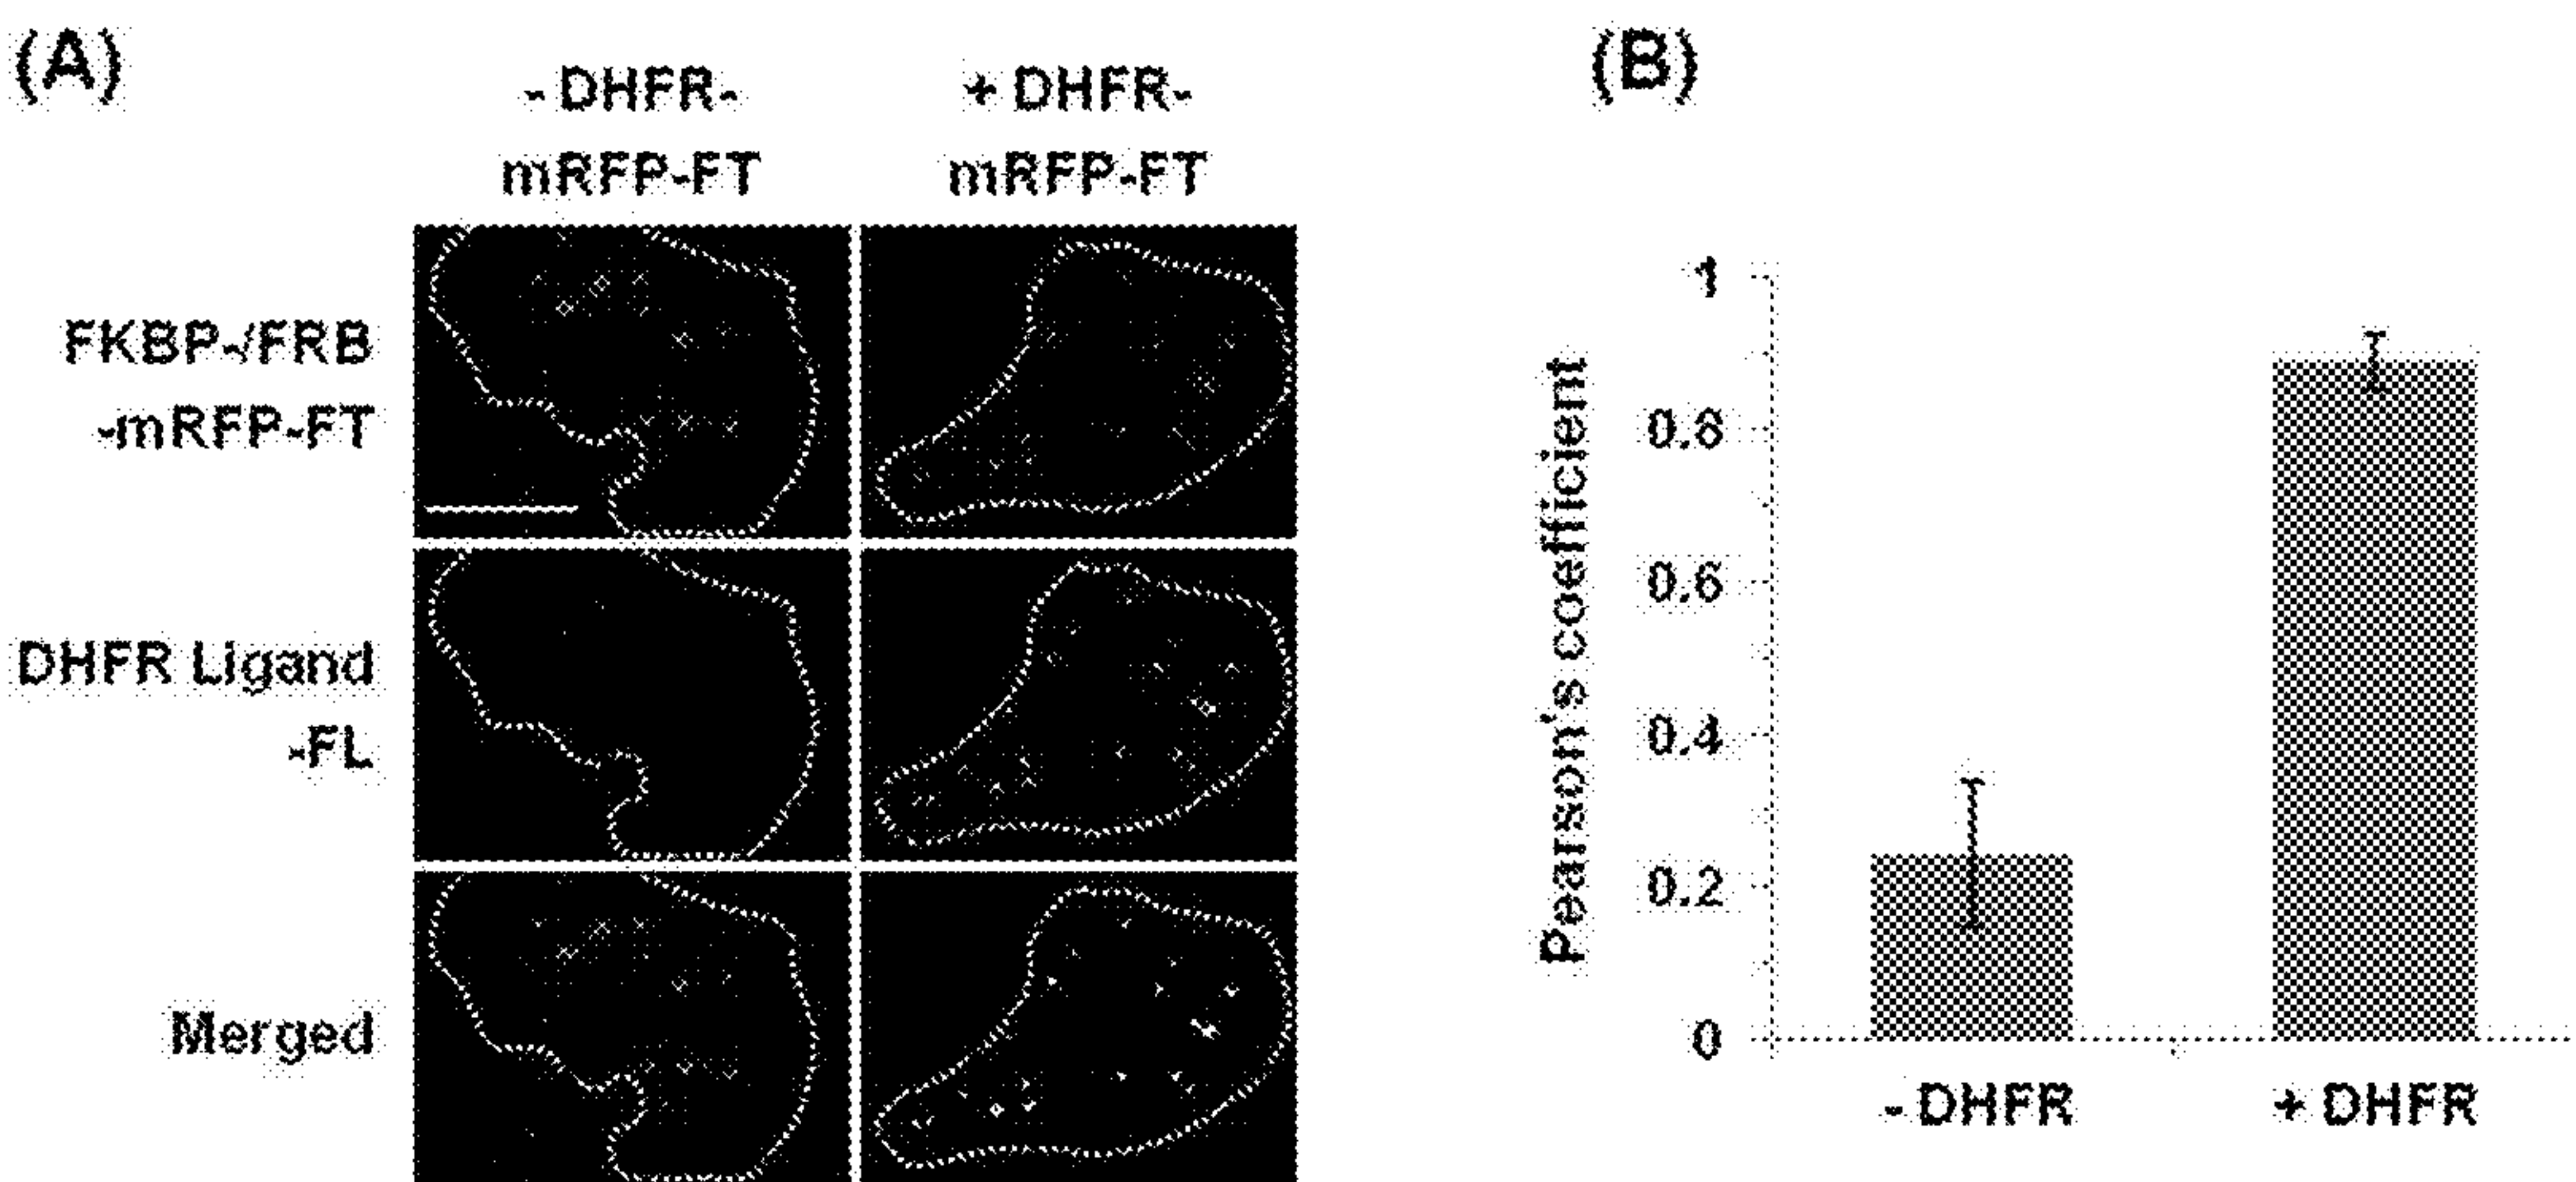 (A)
- DHFR-
mRFP-FT
+ DHFR-
mRFP-FT
FKBP-/FRB
-mRFP-FT
DHFR Ligand
-FL
Merged
(B)
Pearson's coefficient
1
0.8
0.6
0.4
0.2
0
- DHFR
+ DHFR